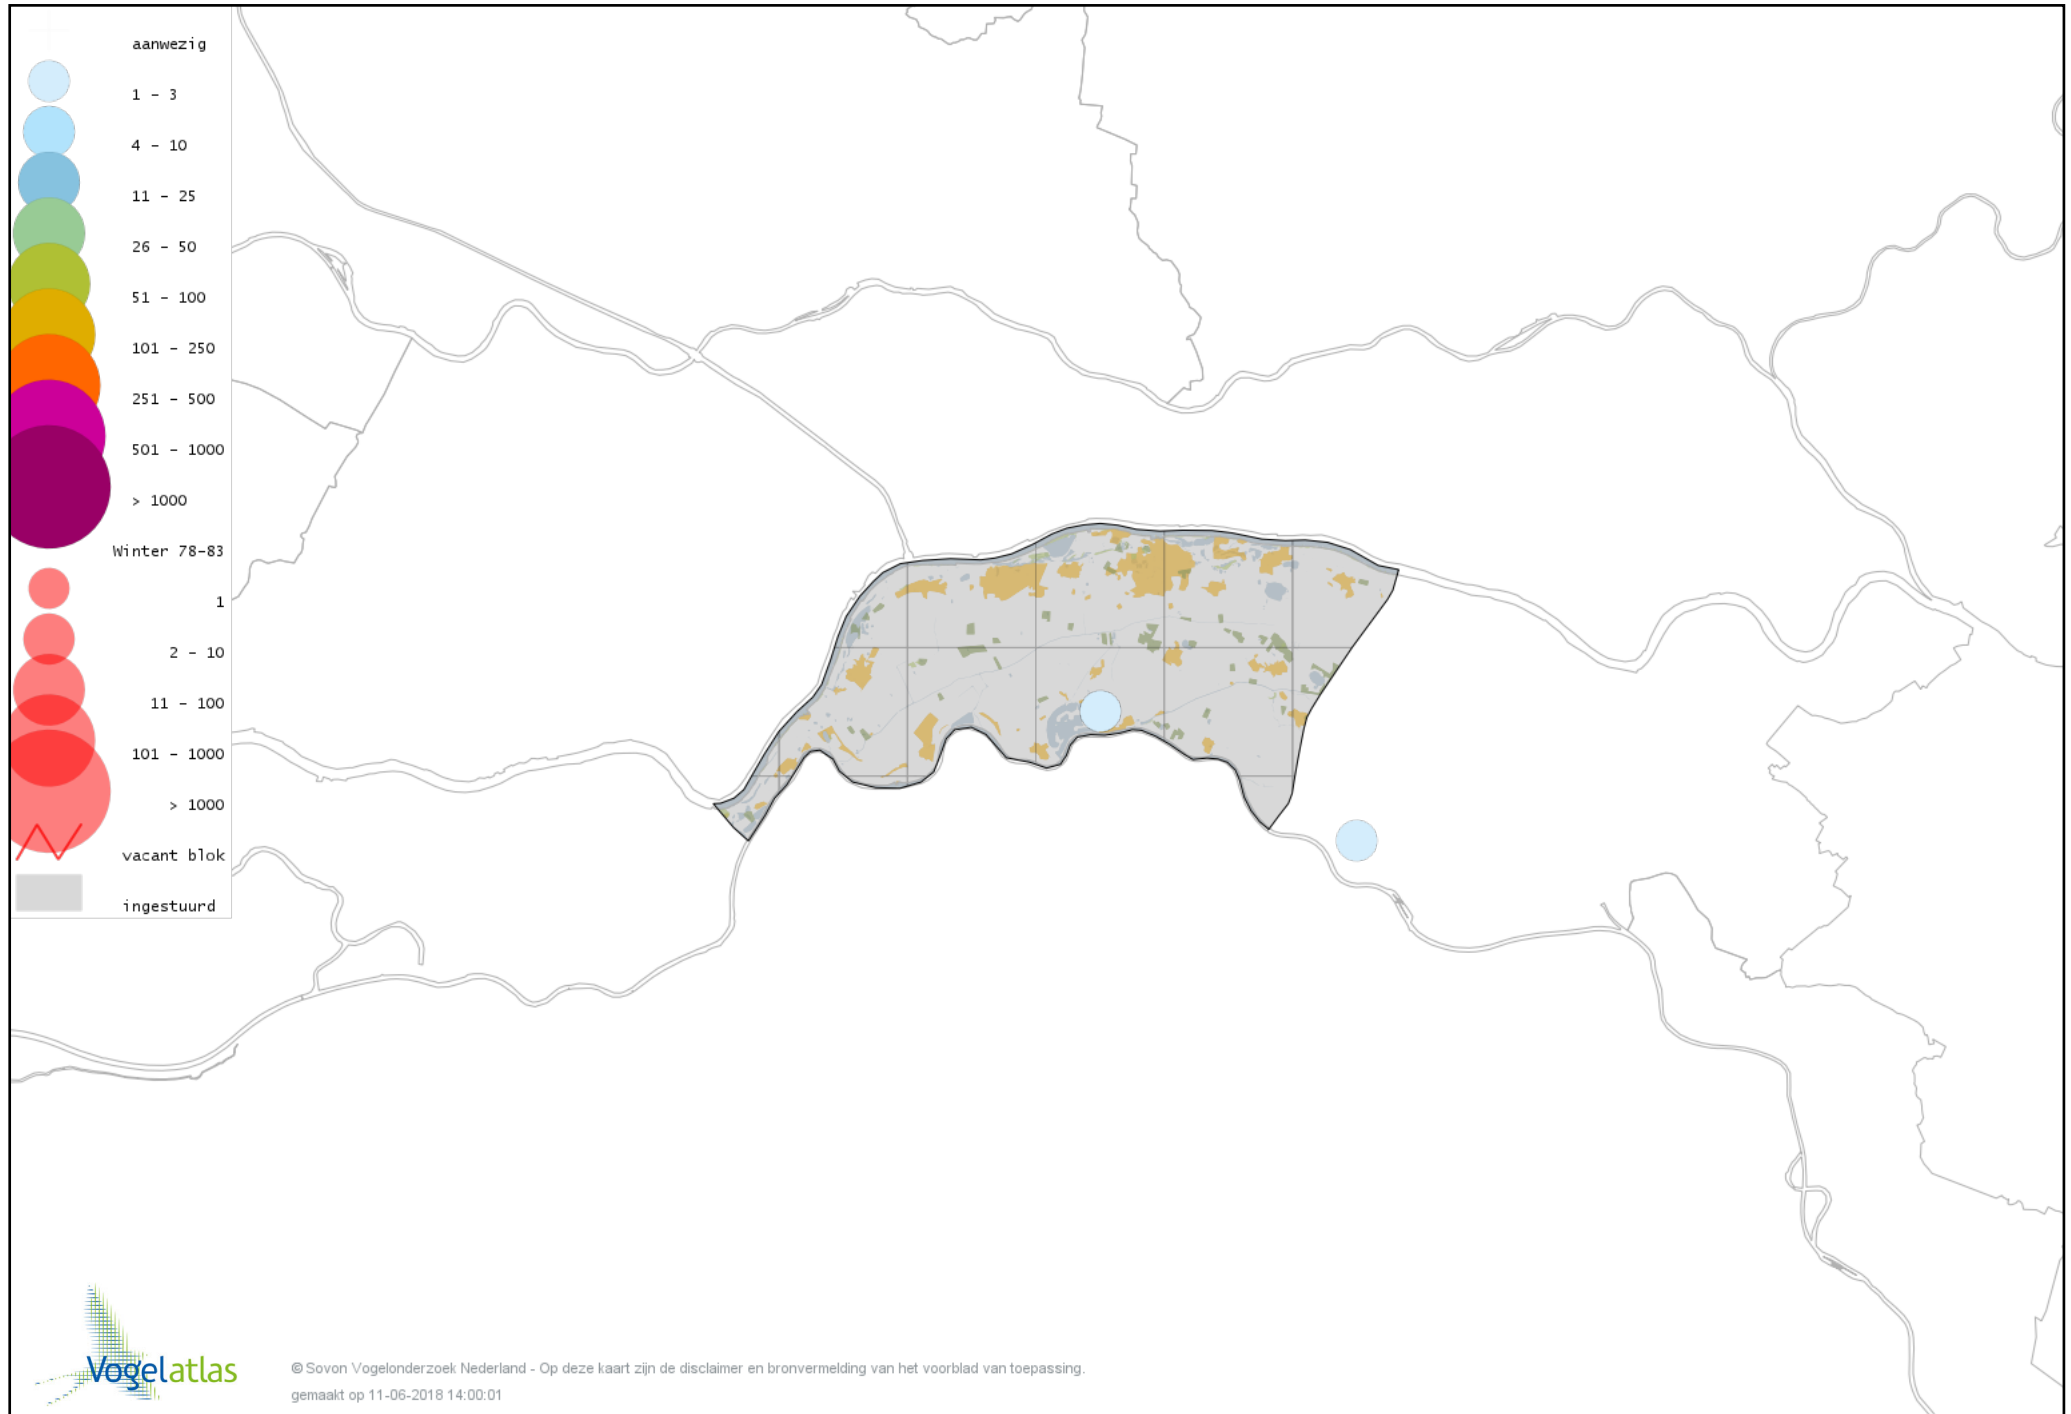 aanwezig
1 - 3
4 - 10
11 - 25
26 - 50
51 - 100
101 - 250
251 - 500
501 - 1000
> 1000
Winter 78-83
1
2 - 10
11 - 100
101 - 1000
> 1000
vacant blok
ingestuurd
Vogelatlas
© Sovon Vogelonderzoek Nederland - Op deze kaart zijn de disclaimer en bronvermelding van het voorblad van toepassing.
gemaakt op 11-06-2018 14:00:01